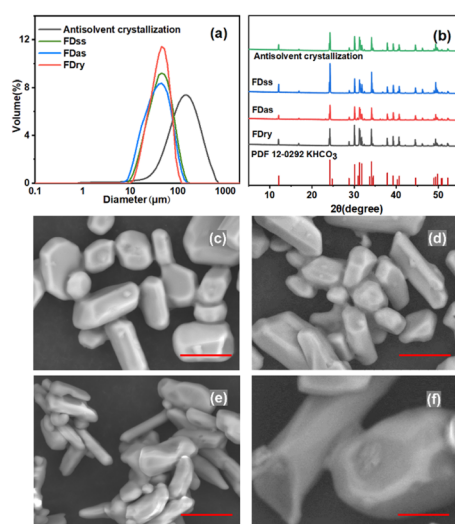 Antisolvent crystallization
FDss
FDas
FDry
(a)
Volume(%)
12
8
4
0
0.1 1 10 100 1000
Diameter(μm)
(b)
Antisolvent crystallization
FDss
FDas
FDry
PDF 12-0292 KHCO3
10 20 30 40 50
2θ(degree)
(c)
(d)
(e)
(f)